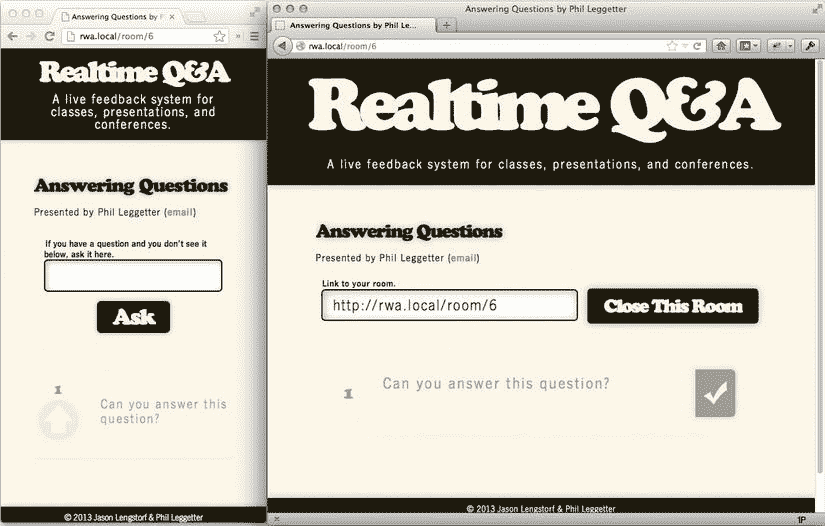 Answering Questions by Phil
rwa.local/room/6
Realtime Q&A
A live feedback system for
classes, presentations, and
conferences.
Answering Questions
Presented by Phil Leggetter (email)
If you have a question and you don't see it
below, ask it here.
Ask
1
Can you answer this
question?
© 2013 Jason Lengstorf & Phil Leggetter
Answering Questions by Phil Leggetter
Answering Questions by Phil Le...
rwa.local/room/6
Realtime Q&A
A live feedback system for classes, presentations, and conferences.
Answering Questions
Presented by Phil Leggetter (email)
Link to your room.
http://rwa.local/room/6
Close This Room
1
Can you answer this question?
© 2013 Jason Lengstorf & Phil Leggetter
1P